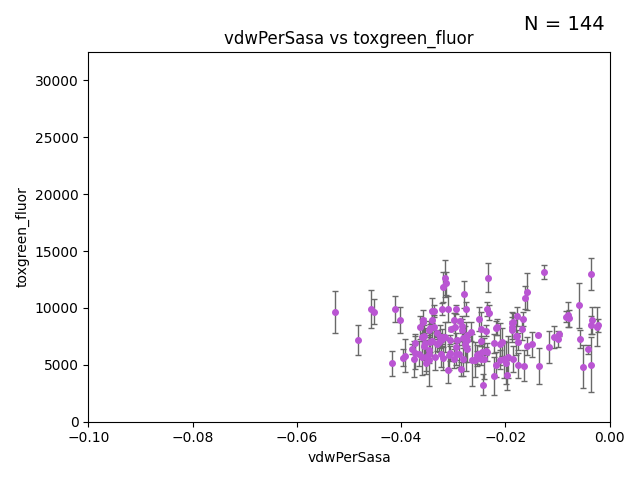 N = 144
vdwPerSasa vs toxgreen_fluor
30000
25000
20000
15000
10000
5000
0
toxgreen_fluor
−0.10 −0.08 −0.06 −0.04 −0.02 0.00
vdwPerSasa